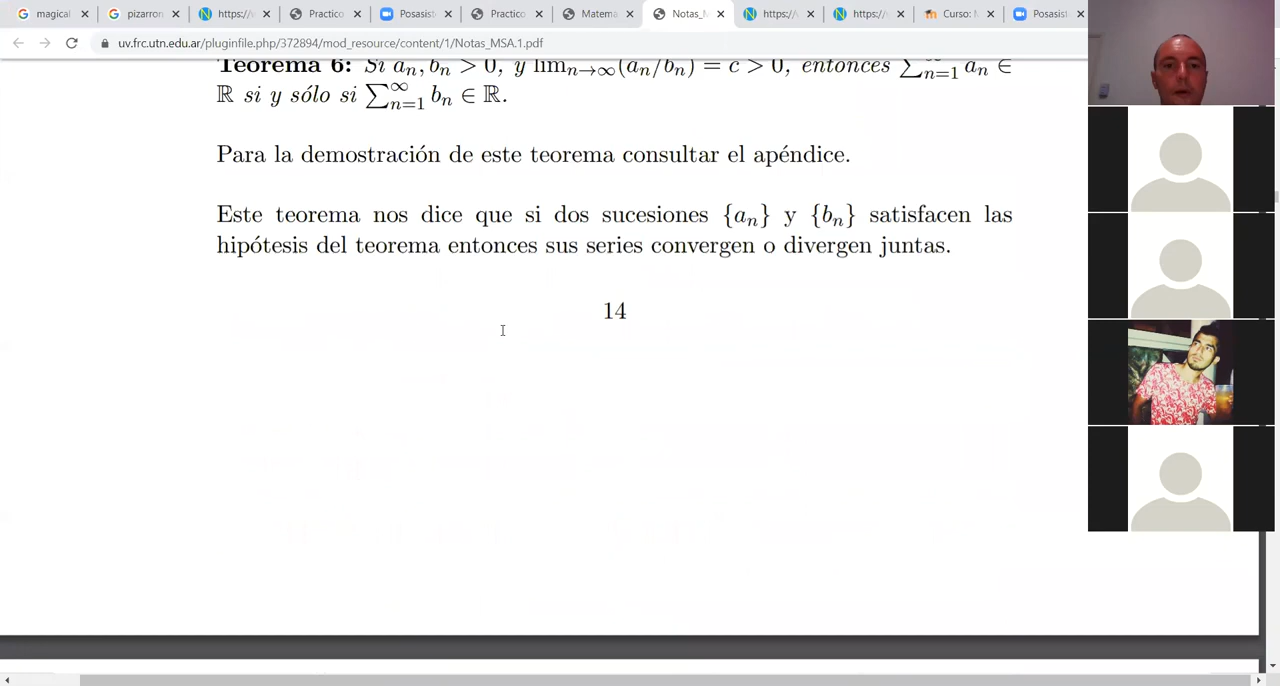 magical
pizarron
https://
Practico
Posasist
Practico
Matema
Notas_M
https://
https://
Curso: M
Posasist
uv.frc.utn.edu.ar/pluginfile.php/372894/mod_resource/content/1/Notas_MSA.1.pdf
Teorema 6: Si aₙ, bₙ > 0, y limₙ→∞(aₙ/bₙ) = c > 0, entonces ∑ₙ₌₁^∞ aₙ ∈
ℝ si y sólo si ∑ₙ₌₁^∞ bₙ ∈ ℝ.
Para la demostración de este teorema consultar el apéndice.
Este teorema nos dice que si dos sucesiones {aₙ} y {bₙ} satisfacen las
hipótesis del teorema entonces sus series convergen o divergen juntas.
14